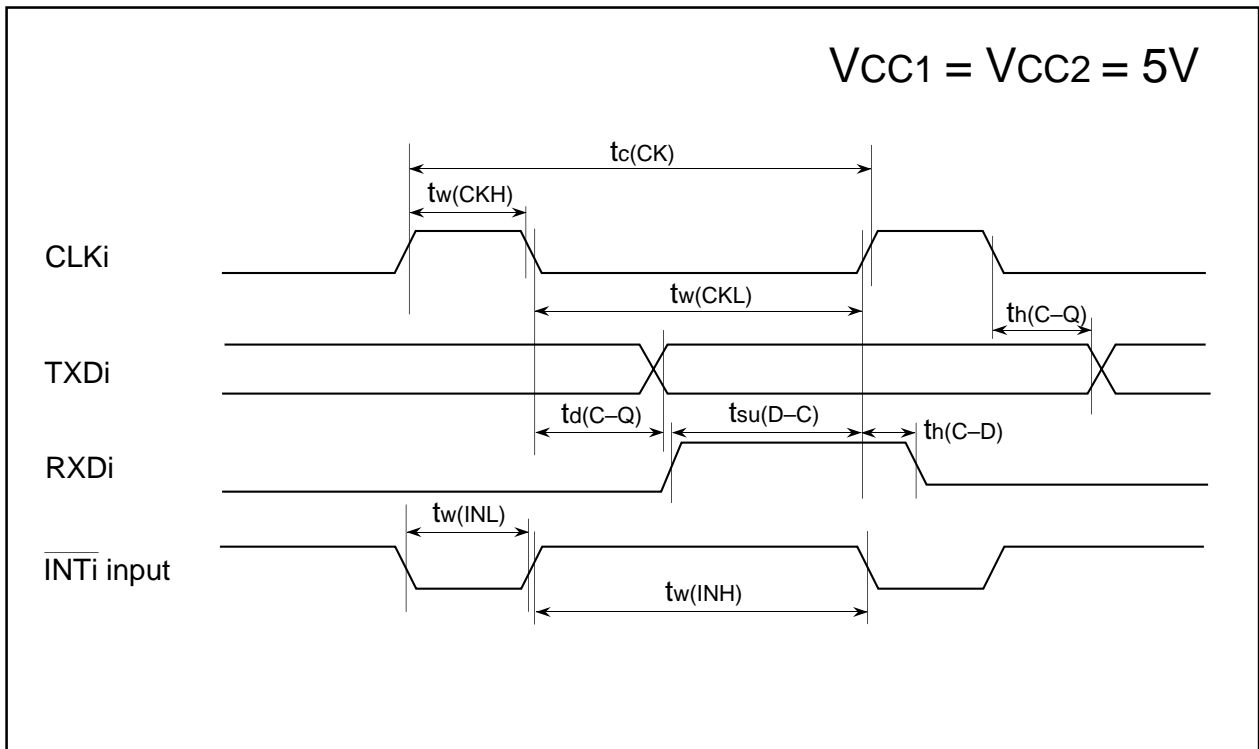 VCC1 = VCC2 = 5V
tc(CK)
tw(CKH)
CLKi
tw(CKL)
th(C–Q)
TXDi
td(C–Q)
tsu(D–C)
th(C–D)
RXDi
tw(INL)
INTi input
tw(INH)